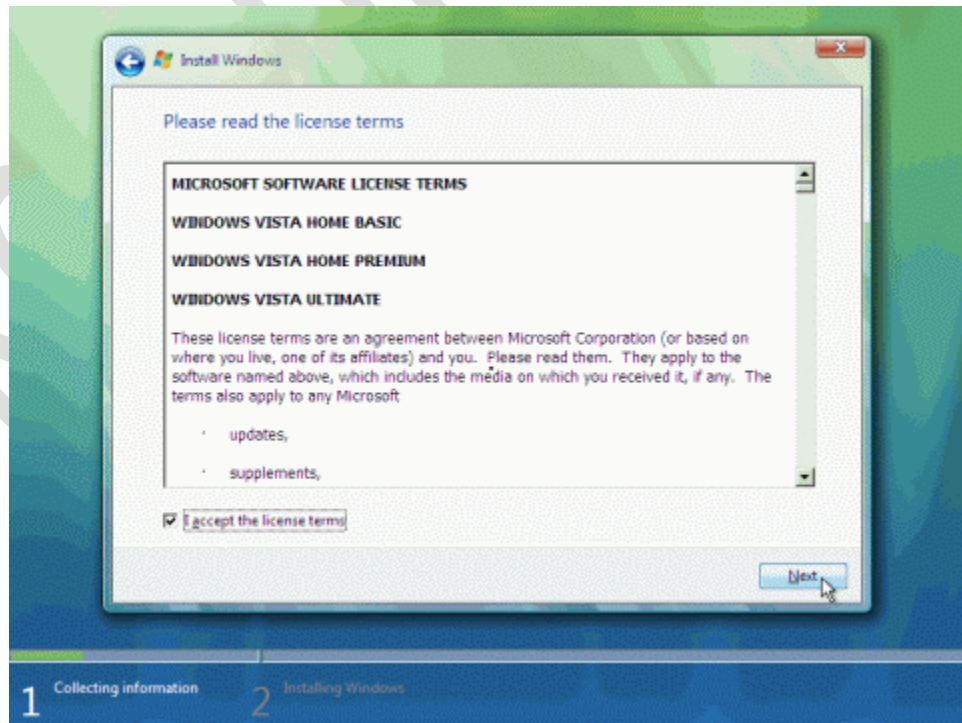 Install Windows
Please read the license terms
MICROSOFT SOFTWARE LICENSE TERMS
WINDOWS VISTA HOME BASIC
WINDOWS VISTA HOME PREMIUM
WINDOWS VISTA ULTIMATE
These license terms are an agreement between Microsoft Corporation (or based on
where you live, one of its affiliates) and you.  Please read them.  They apply to the
software named above, which includes the media on which you received it, if any.  The
terms also apply to any Microsoft
· updates,
· supplements,
I accept the license terms
Next
1 Collecting information
2 Installing Windows